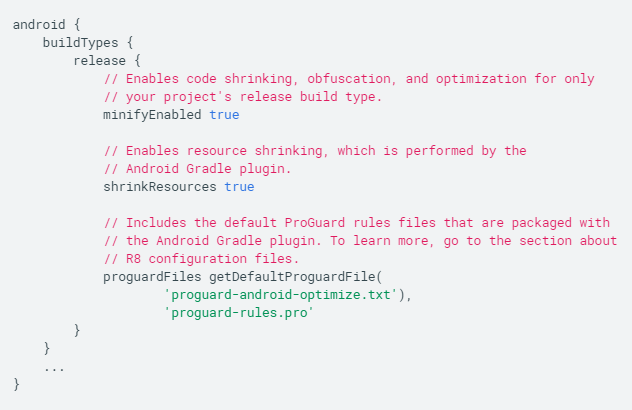 android {
    buildTypes {
        release {
            // Enables code shrinking, obfuscation, and optimization for only
            // your project's release build type.
            minifyEnabled true

            // Enables resource shrinking, which is performed by the
            // Android Gradle plugin.
            shrinkResources true

            // Includes the default ProGuard rules files that are packaged with
            // the Android Gradle plugin. To learn more, go to the section about
            // R8 configuration files.
            proguardFiles getDefaultProguardFile(
                    'proguard-android-optimize.txt'),
                    'proguard-rules.pro'
        }
    }
    ...
}